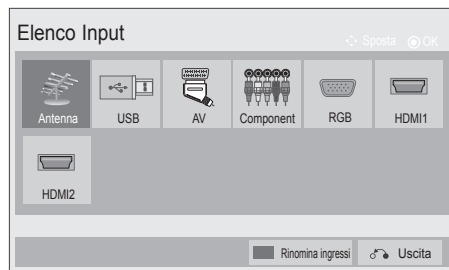 Elenco Input
Sposta OK
Antenna USB AV Component RGB HDMI1
HDMI2
Rinomina ingressi Uscita